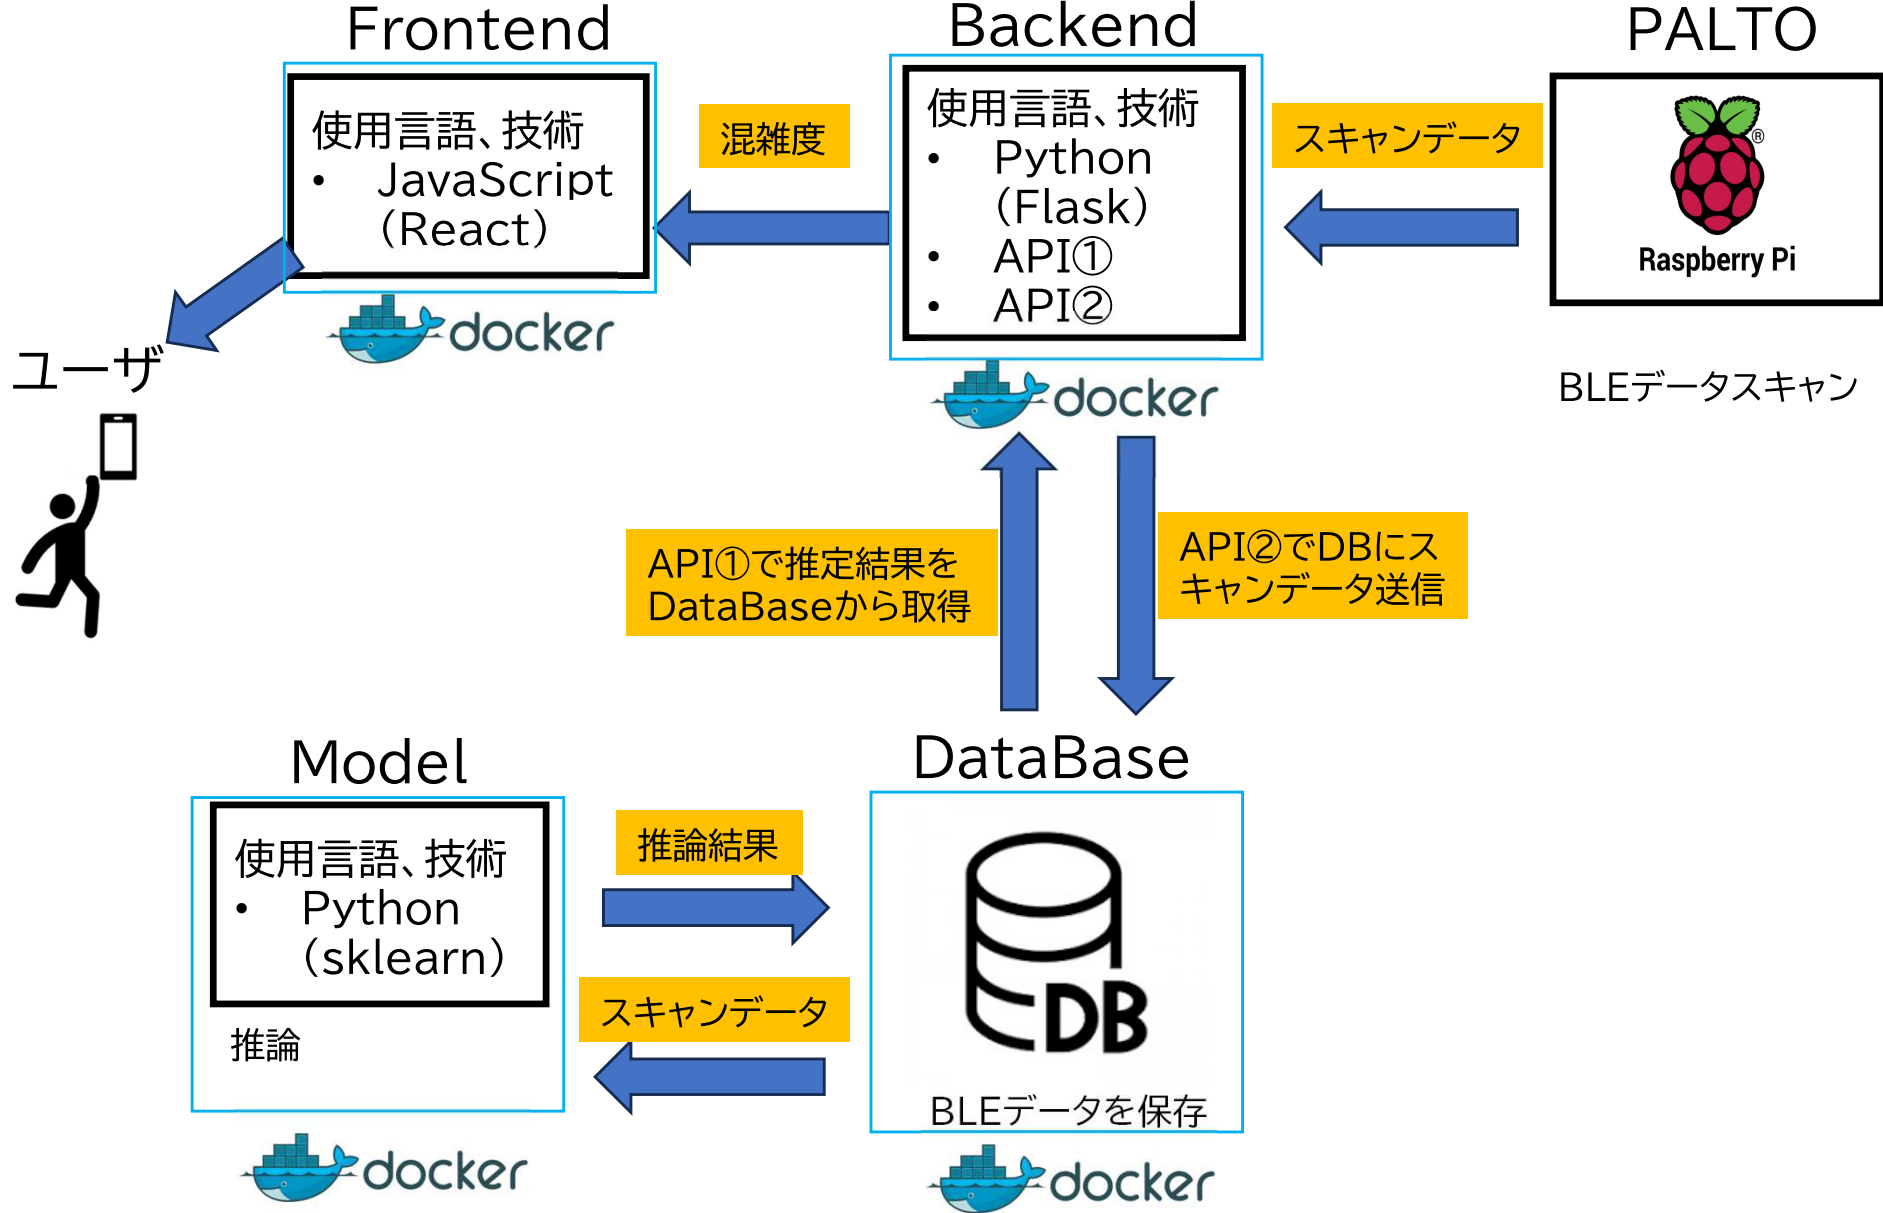 Frontend
使用言語、技術
• JavaScript
(React)
docker
混雑度
Backend
使用言語、技術
• Python
(Flask)
• API①
• API②
docker
スキャンデータ
PALTO
®
Raspberry Pi
BLEデータスキャン
ユーザ
API①で推定結果を
DataBaseから取得
API②でDBにス
キャンデータ送信
Model
使用言語、技術
• Python
(sklearn)
推論
docker
推論結果
スキャンデータ
DataBase
DB
BLEデータを保存
docker